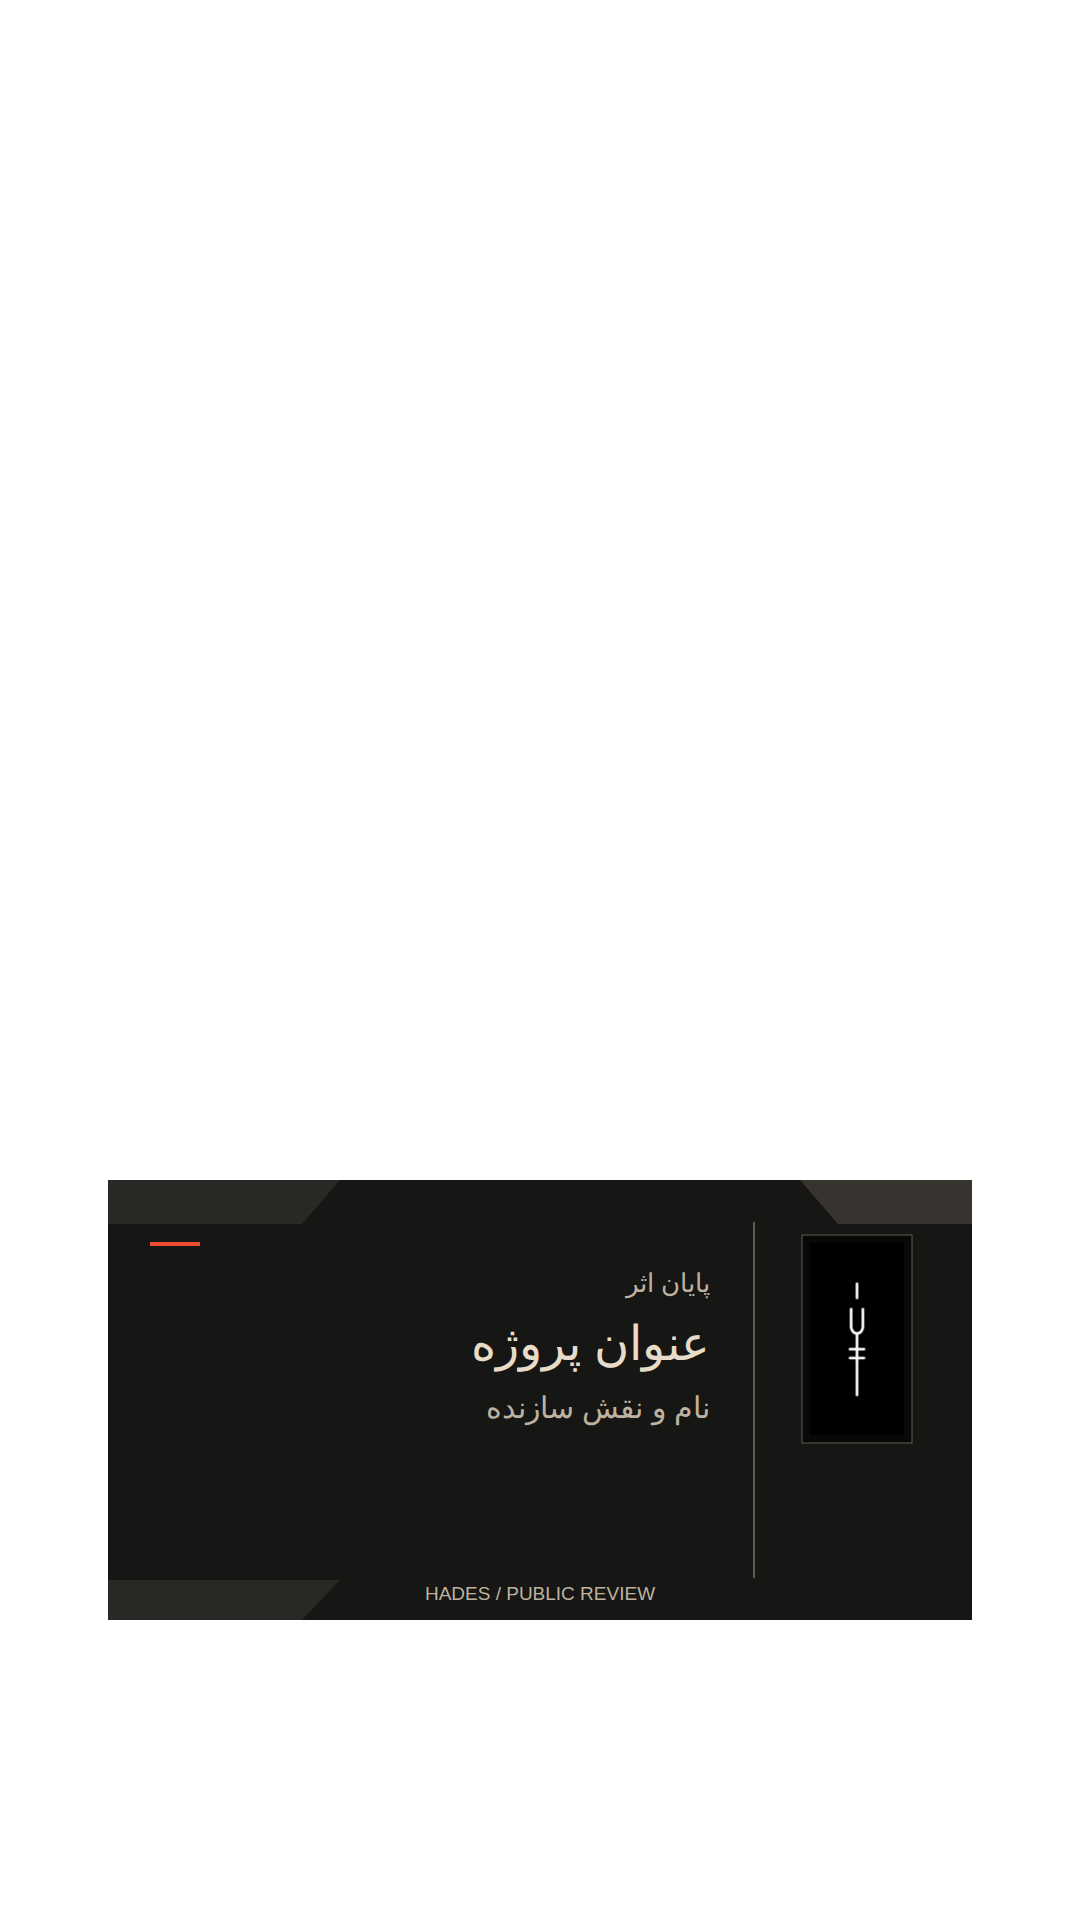 پایان اثر
عنوان پروژه
نام و نقش سازنده
HADES / PUBLIC REVIEW